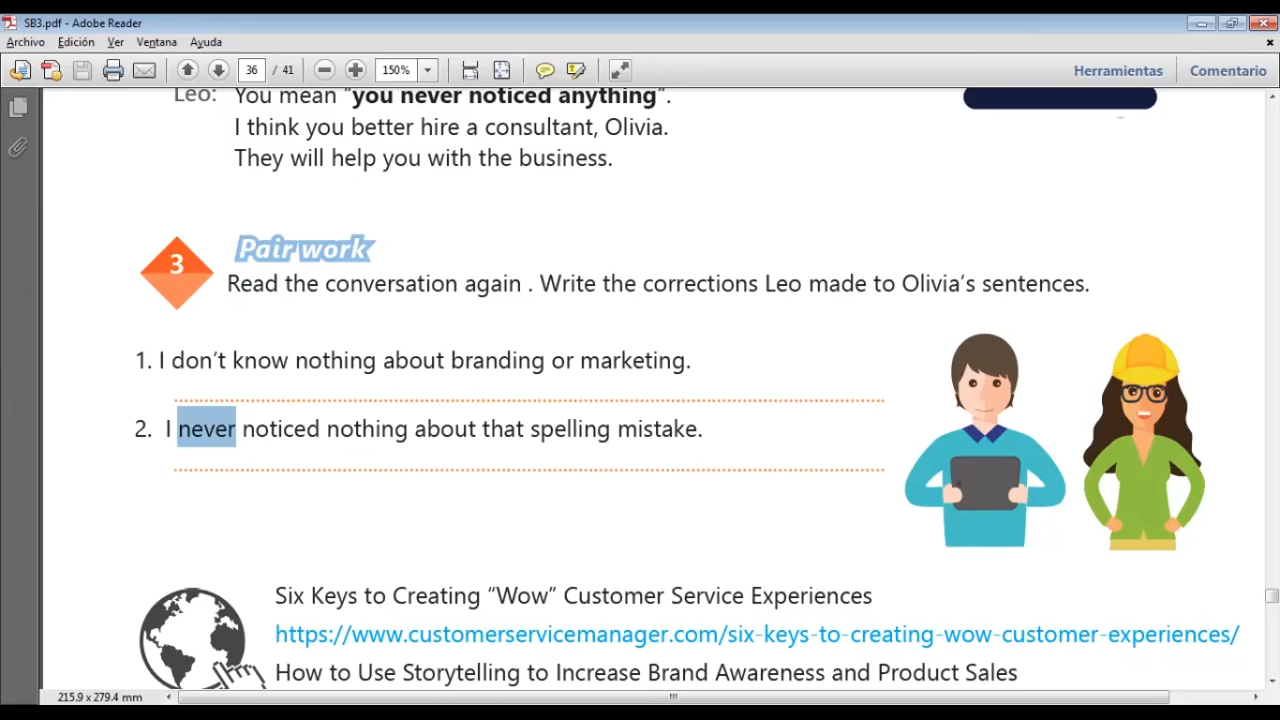 SB3.pdf - Adobe Reader
Archivo Edición Ver Ventana Ayuda
36 / 41 150% Herramientas Comentario
Leo: You mean "you never noticed anything".
I think you better hire a consultant, Olivia.
They will help you with the business.
Pair work
3
Read the conversation again . Write the corrections Leo made to Olivia's sentences.
1. I don't know nothing about branding or marketing.
2. I never noticed nothing about that spelling mistake.
Six Keys to Creating "Wow" Customer Service Experiences
https://www.customerservicemanager.com/six-keys-to-creating-wow-customer-experiences/
How to Use Storytelling to Increase Brand Awareness and Product Sales
215.9 x 279.4 mm